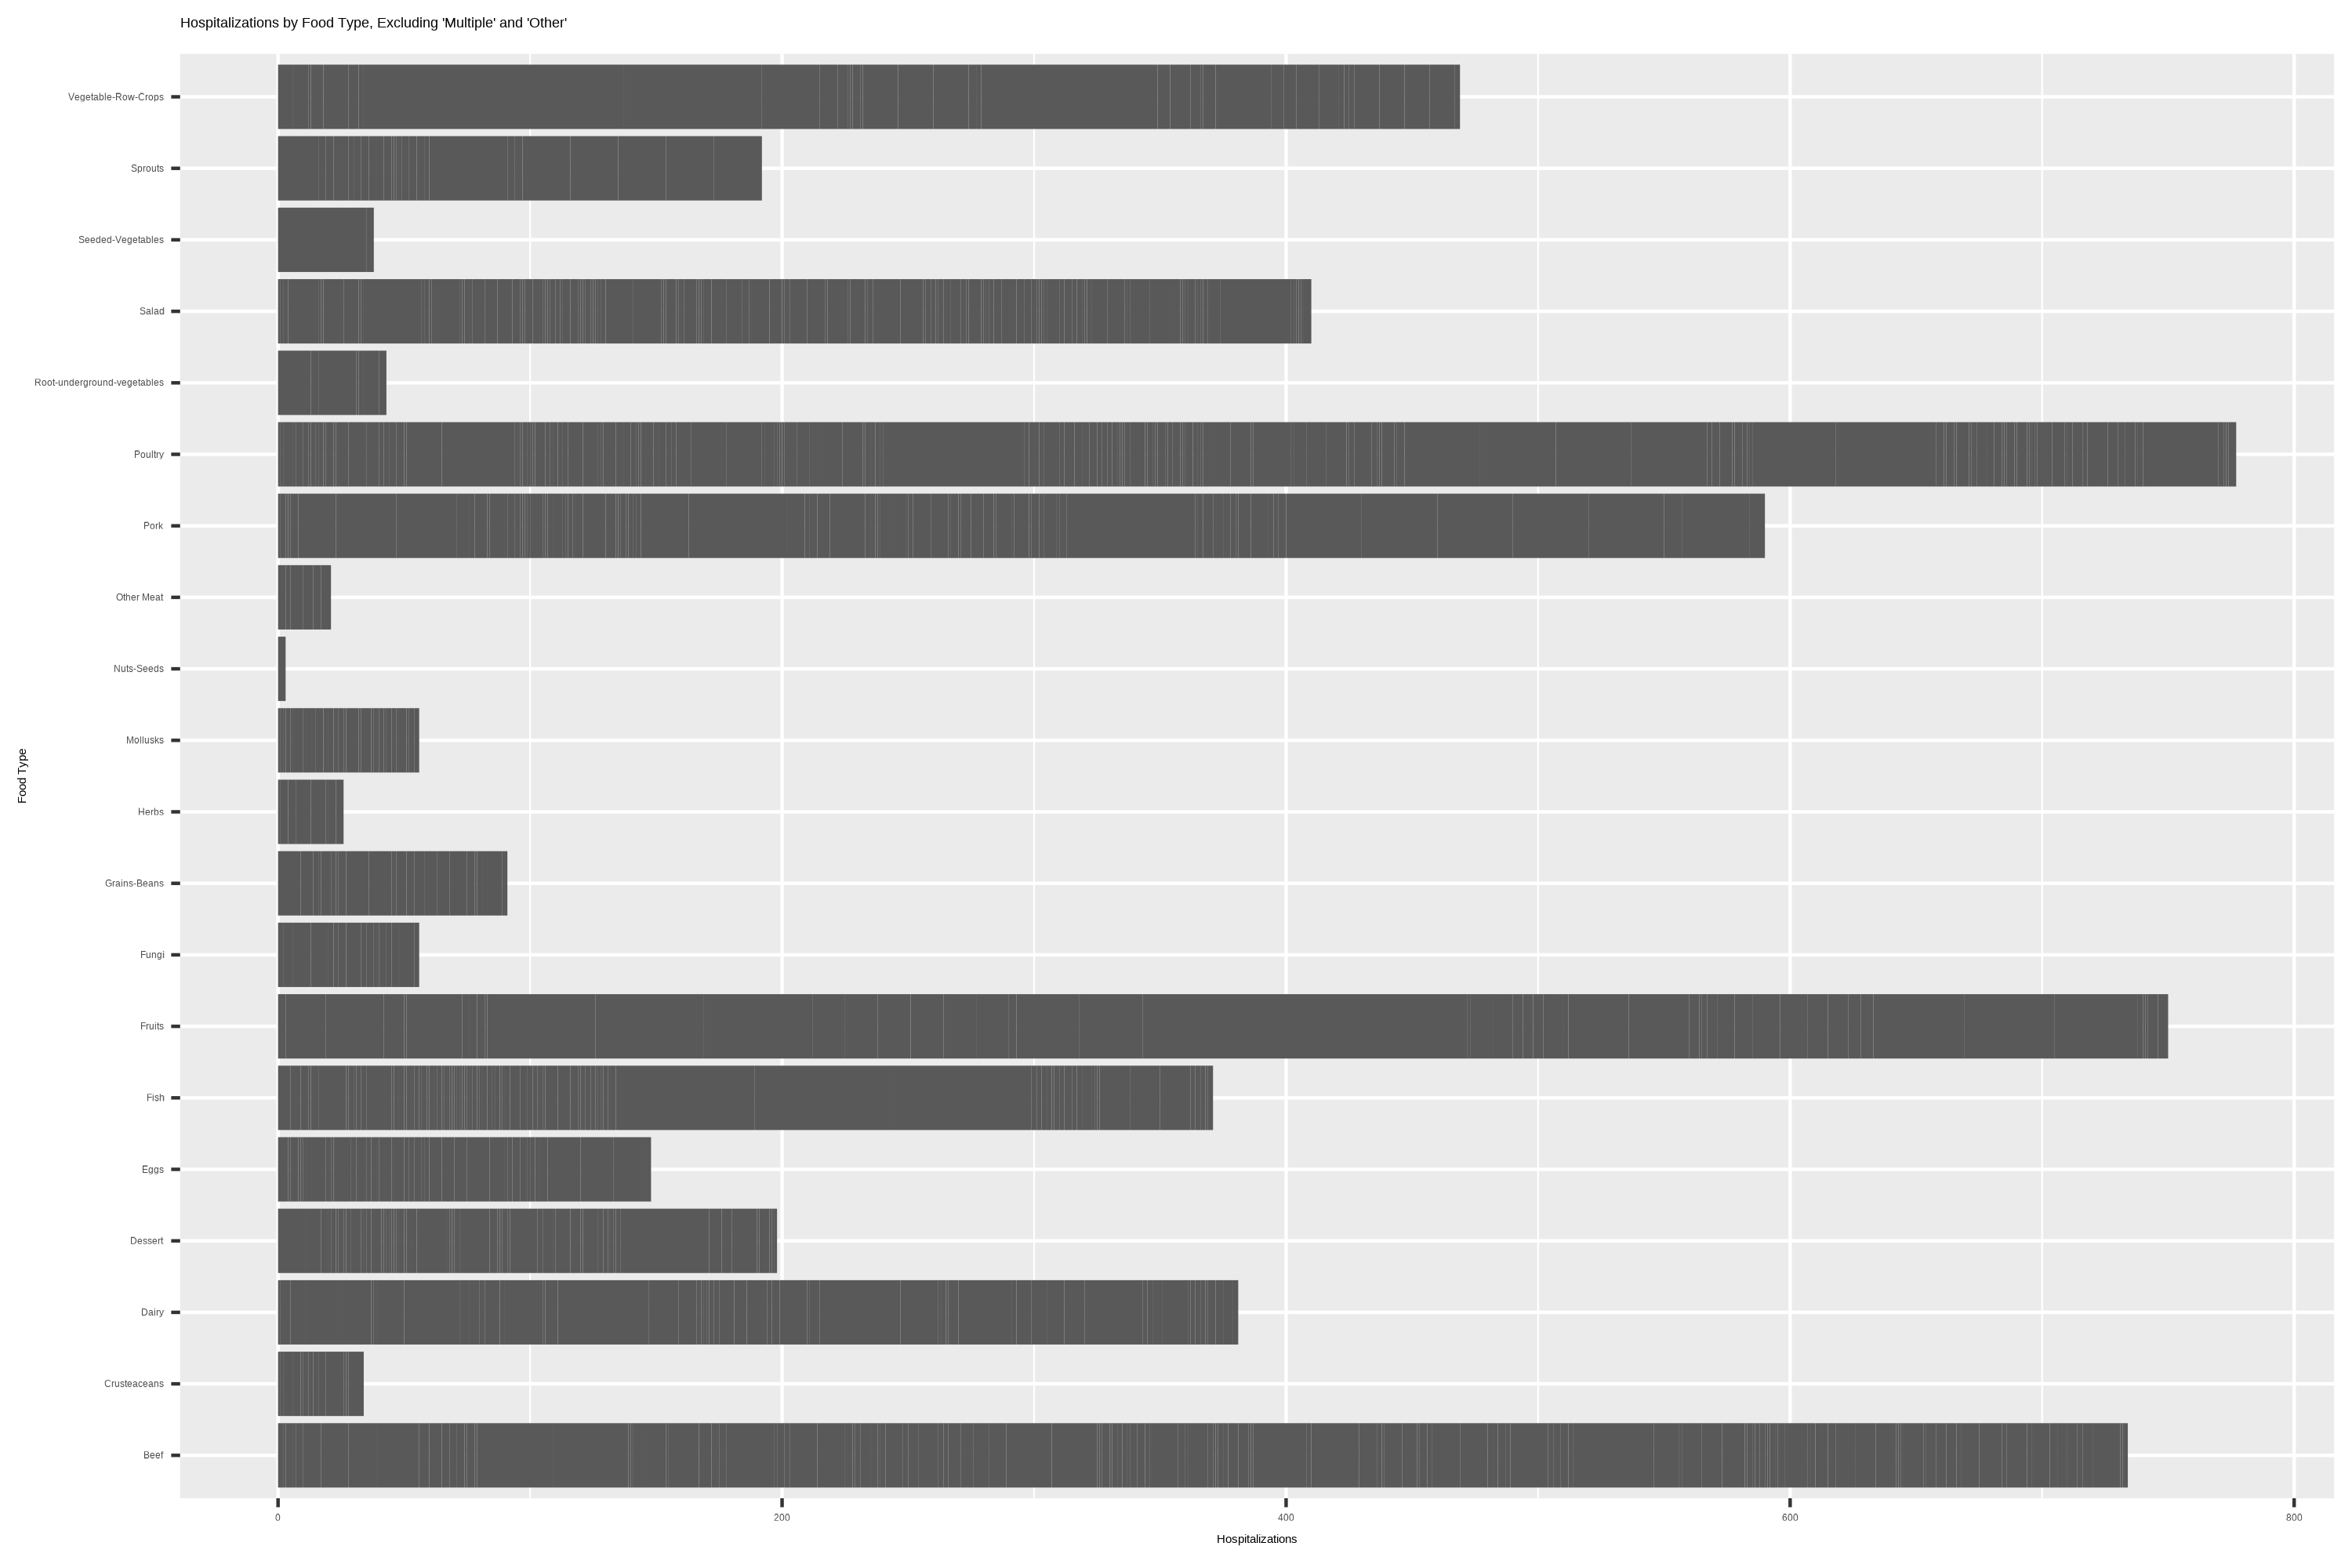 Hospitalizations by Food Type, Excluding 'Multiple' and 'Other'
Vegetable-Row-Crops
Sprouts
Seeded-Vegetables
Salad
Root-underground-vegetables
Poultry
Pork
Other Meat
Nuts-Seeds
Mollusks
Herbs
Grains-Beans
Fungi
Fruits
Fish
Eggs
Dessert
Dairy
Crusteaceans
Beef
Food Type
0 200 400 600 800
Hospitalizations